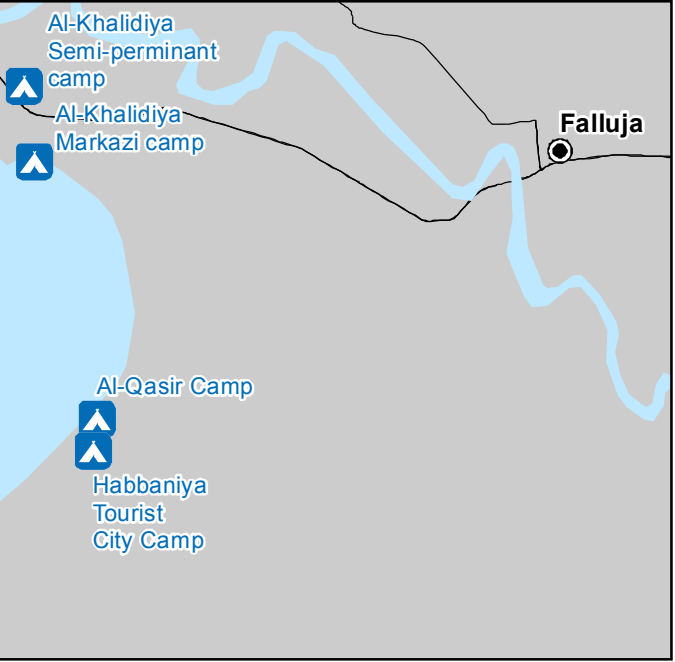 Al-Khalidiya
Semi-perminant
camp
Al-Khalidiya
Markazi camp
Falluja
Al-Qasir Camp
Habbaniya
Tourist
City Camp